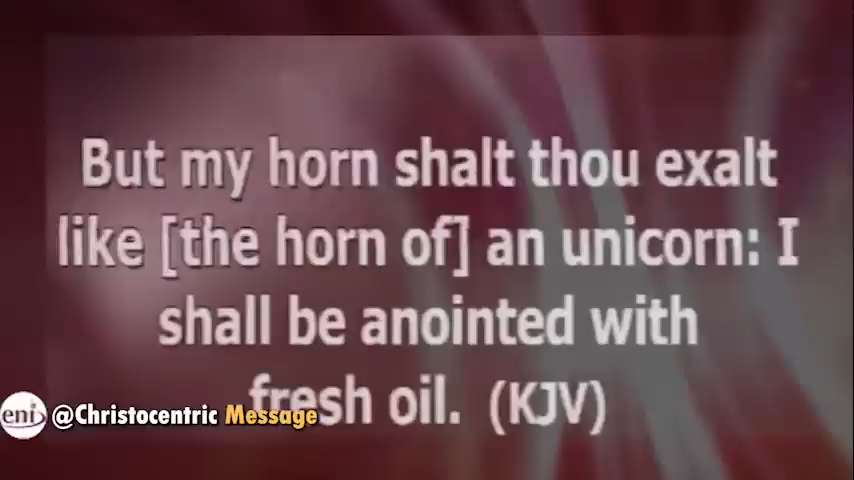 But my horn shalt thou exalt
like [the horn of] an unicorn: I
shall be anointed with
fresh oil. (KJV)
eni @Christocentric Message